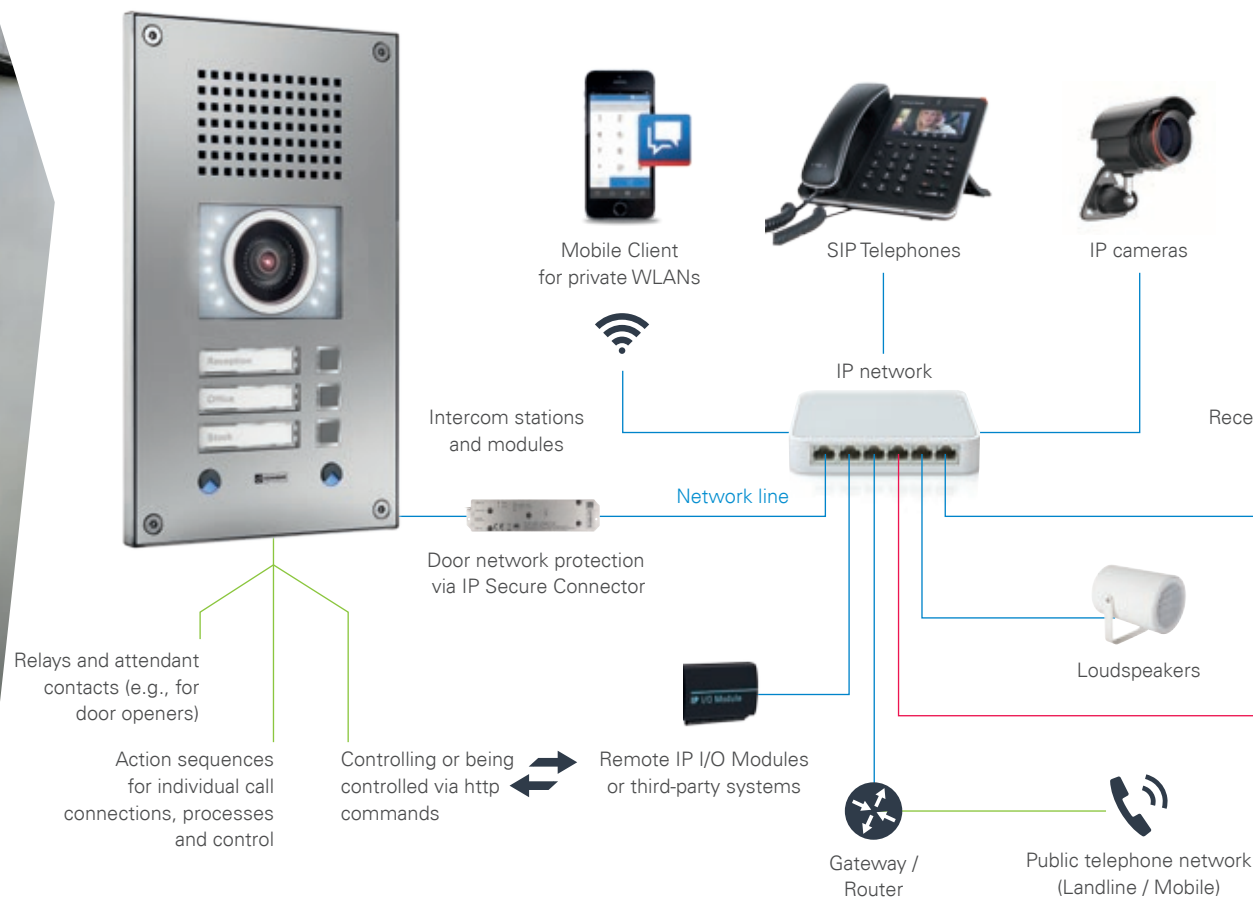 Mobile Client
for private WLANs
SIP Telephones
IP cameras
IP network
Reception
Office
Stock
Intercom stations
and modules
Rece
Network line
Door network protection
via IP Secure Connector
Loudspeakers
Relays and attendant
contacts (e.g., for
door openers)
IP I/O Module
Action sequences
for individual call
connections, processes
and control
Controlling or being
controlled via http
commands
Remote IP I/O Modules
or third-party systems
Gateway /
Router
Public telephone network
(Landline / Mobile)